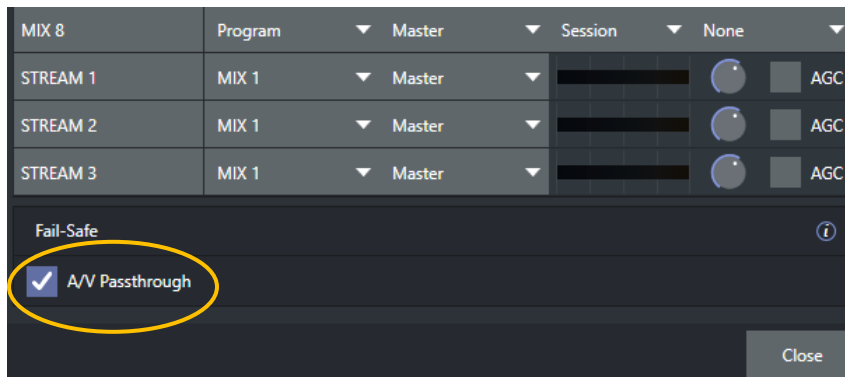 MIX 8 Program Master Session None
STREAM 1 MIX 1 Master AGC
STREAM 2 MIX 1 Master AGC
STREAM 3 MIX 1 Master AGC
Fail-Safe i
A/V Passthrough
Close